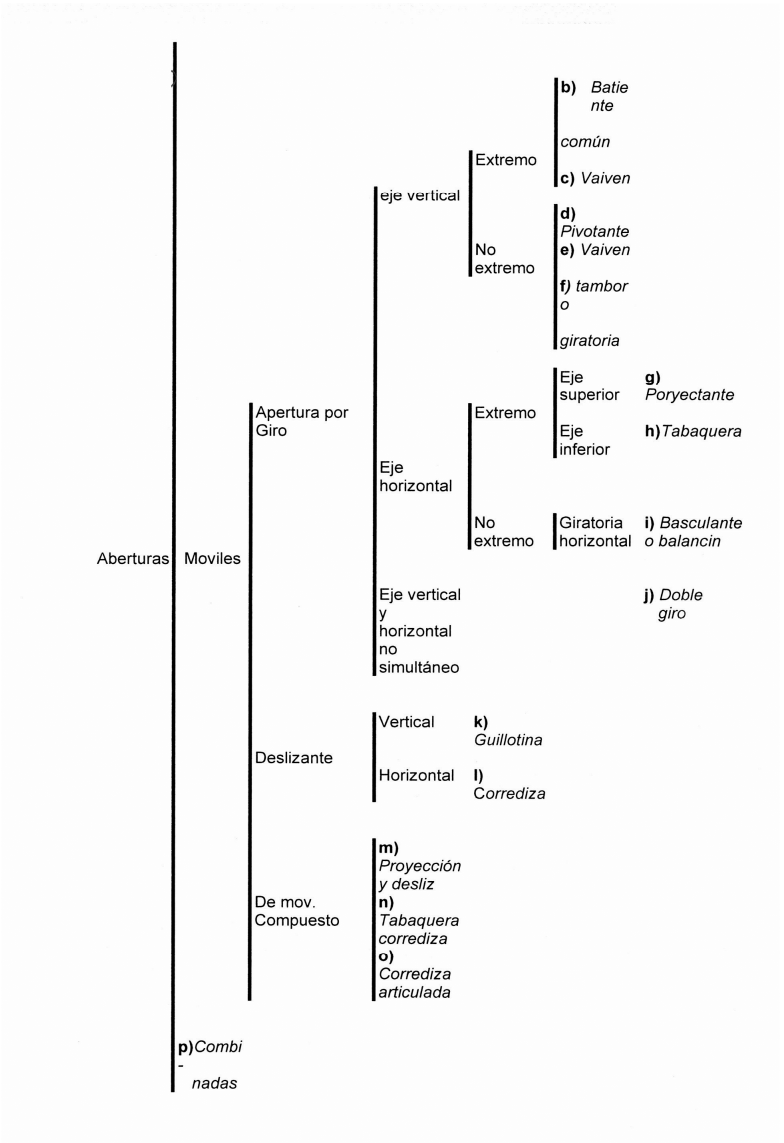 b) Batie
nte
común
c) Vaiven
Extremo
eje vertical
d)
Pivotante
e) Vaiven
f) tambor
o
giratoria
No
extremo
Apertura por
Giro
Eje
superior
g)
Poryectante
Extremo
Eje
inferior
h)Tabaquera
Eje
horizontal
No
extremo
Giratoria
horizontal
i) Basculante
o balancin
Aberturas
Moviles
Eje vertical
y
horizontal
no
simultáneo
j) Doble
giro
Vertical
k)
Guillotina
Deslizante
Horizontal
l)
Corrediza
m)
Proyección
y desliz
De mov.
Compuesto
n)
Tabaquera
corrediza
o)
Corrediza
articulada
p)Combi
-
nadas